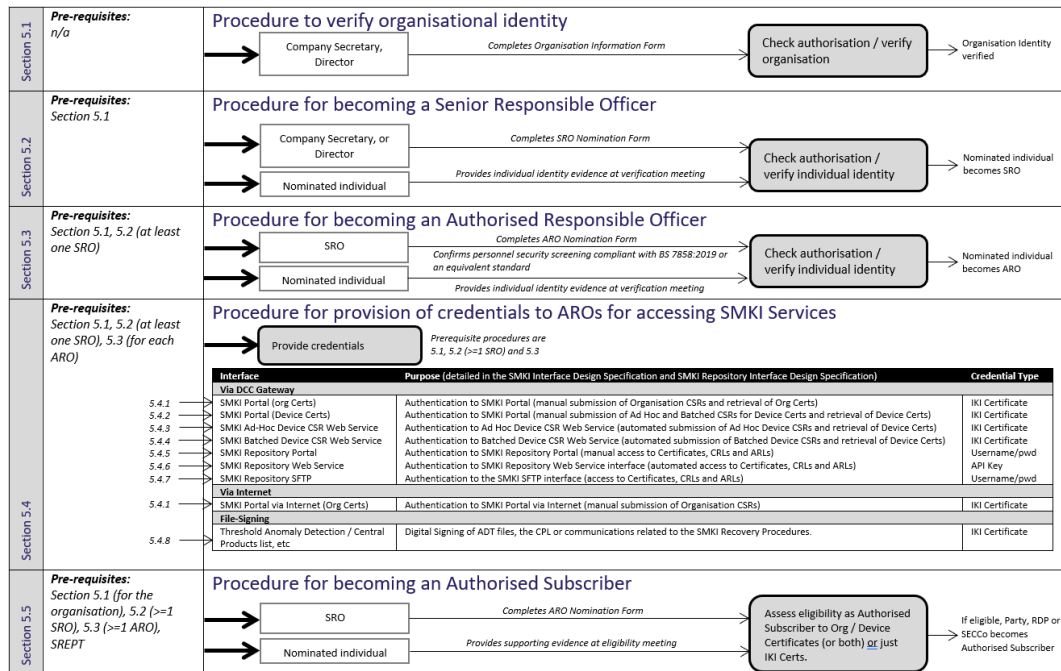 Section 5.1
Pre-requisites:
n/a
Procedure to verify organisational identity
Company Secretary,
Director
Completes Organisation Information Form
Check authorisation / verify
organisation
Organisation Identity
verified
Section 5.2
Pre-requisites:
Section 5.1
Procedure for becoming a Senior Responsible Officer
Company Secretary, or
Director
Completes SRO Nomination Form
Nominated individual
Provides individual identity evidence at verification meeting
Check authorisation /
verify individual identity
Nominated individual
becomes SRO
Section 5.3
Pre-requisites:
Section 5.1, 5.2 (at least
one SRO)
Procedure for becoming an Authorised Responsible Officer
SRO
Completes ARO Nomination Form
Confirms personnel security screening compliant with BS 7858:2019 or
an equivalent standard
Nominated individual
Provides individual identity evidence at verification meeting
Check authorisation /
verify individual identity
Nominated individual
becomes ARO
Section 5.4
Pre-requisites:
Section 5.1, 5.2 (at least
one SRO), 5.3 (for each
ARO)
Procedure for provision of credentials to AROs for accessing SMKI Services
Provide credentials
Prerequisite procedures are
5.1, 5.2 (>=1 SRO) and 5.3
Interface Purpose (detailed in the SMKI Interface Design Specification and SMKI Repository Interface Design Specification) Credential Type
Via DCC Gateway
5.4.1 SMKI Portal (org Certs) Authentication to SMKI Portal (manual submission of Organisation CSRs and retrieval of Org Certs) IKI Certificate
5.4.2 SMKI Portal (Device Certs) Authentication to SMKI Portal (manual submission of Ad Hoc and Batched CSRs for Device Certs and retrieval of Device Certs) IKI Certificate
5.4.3 SMKI Ad-Hoc Device CSR Web Service Authentication to Ad Hoc Device CSR Web Service (automated submission of Ad Hoc Device CSRs and retrieval of Device Certs) IKI Certificate
5.4.4 SMKI Batched Device CSR Web Service Authentication to Batched Device CSR Web Service (automated submission of Batched Device CSRs and retrieval of Device Certs) IKI Certificate
5.4.5 SMKI Repository Portal Authentication to SMKI Repository Portal (manual access to Certificates, CRLs and ARLs) Username/pwd
5.4.6 SMKI Repository Web Service Authentication to SMKI Repository Web Service interface (automated access to Certificates, CRLs and ARLs) API Key
5.4.7 SMKI Repository SFTP Authentication to the SMKI SFTP interface (access to Certificates, CRLs and ARLs) Username/pwd
Via Internet
5.4.1 SMKI Portal via Internet (Org Certs) Authentication to SMKI Portal via Internet (manual submission of Organisation CSRs) IKI Certificate
File-Signing
5.4.8 Threshold Anomaly Detection / Central Digital Signing of ADT files, the CPL or communications related to the SMKI Recovery Procedures. IKI Certificate
Products list, etc
Section 5.5
Pre-requisites:
Section 5.1 (for the
organisation), 5.2 (>=1
SRO), 5.3 (>=1 ARO),
SREPT
Procedure for becoming an Authorised Subscriber
SRO
Completes ARO Nomination Form
Nominated individual
Provides supporting evidence at eligibility meeting
Assess eligibility as Authorised
Subscriber to Org / Device
Certificates (or both) or just
IKI Certs.
If eligible, Party, RDP or
SECCo becomes
Authorised Subscriber